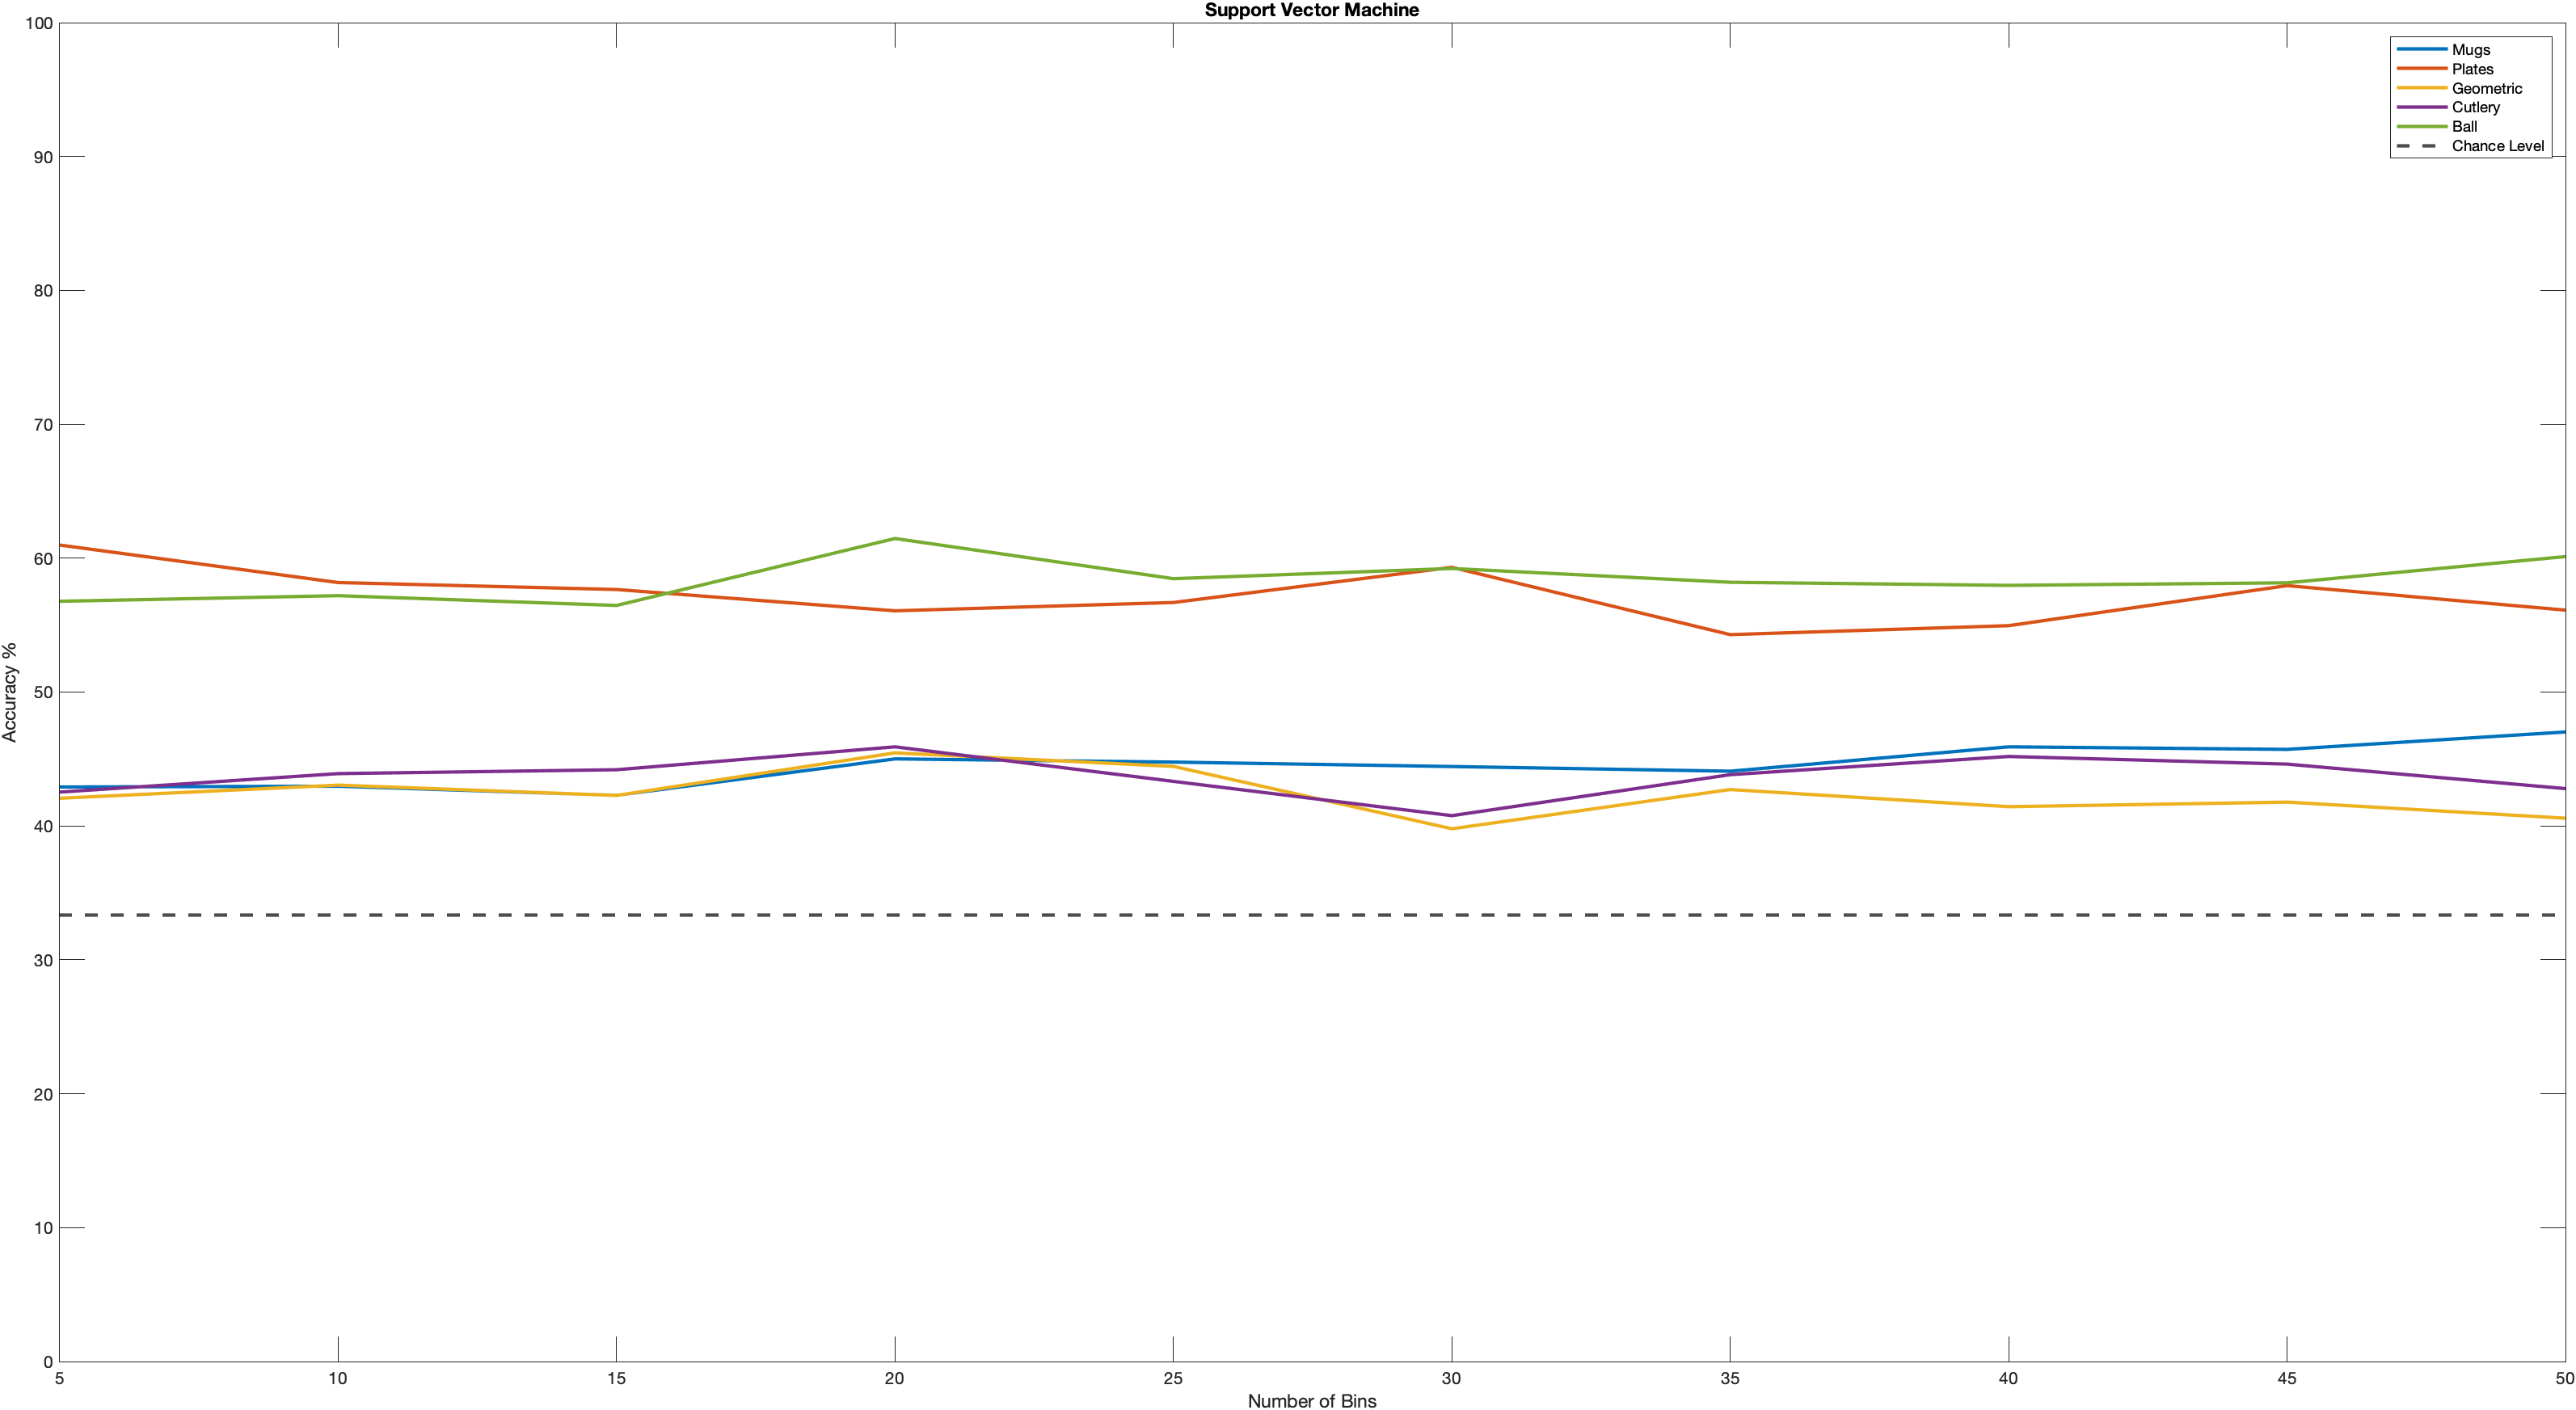 Support Vector Machine
100
90
80
70
60
50
40
30
20
10
0
Accuracy %
Mugs
Plates
Geometric
Cutlery
Ball
Chance Level
5 10 15 20 25 30 35 40 45 50
Number of Bins